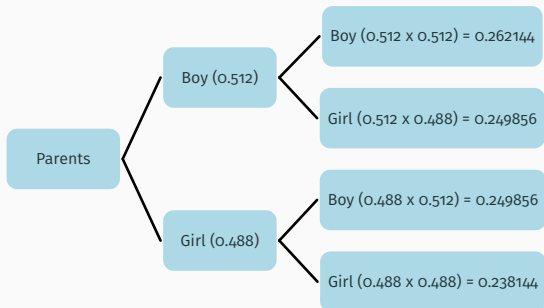 Boy (0.512 x 0.512) = 0.262144
Boy (0.512)
Girl (0.512 x 0.488) = 0.249856
Parents
Boy (0.488 x 0.512) = 0.249856
Girl (0.488)
Girl (0.488 x 0.488) = 0.238144